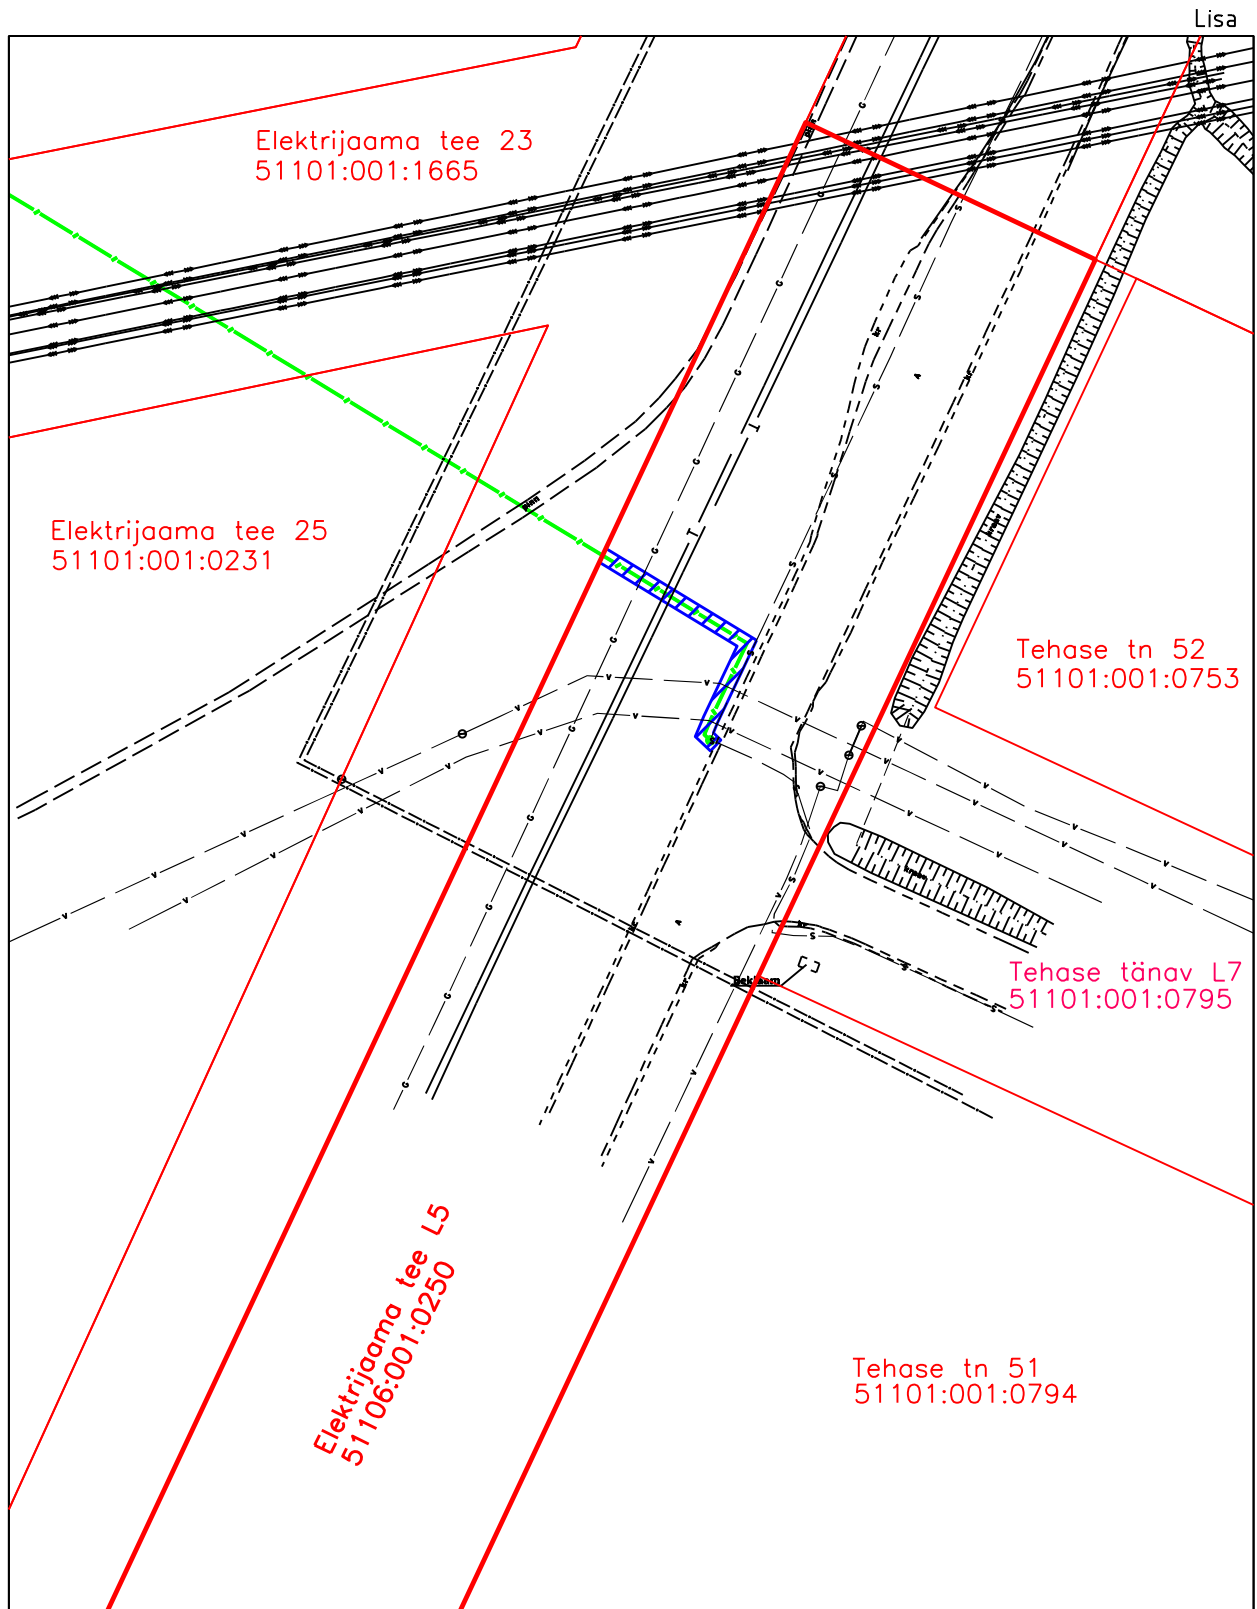 Lisa
Elektrijaama tee 23
51101:001:1665
Elektrijaama tee 25
51101:001:0231
Tehase tn 52
51101:001:0753
Tehase tänav L7
51101:001:0795
Reklaam
Elektrijaama tee L5
51106:001:0250
Tehase tn 51
51101:001:0794